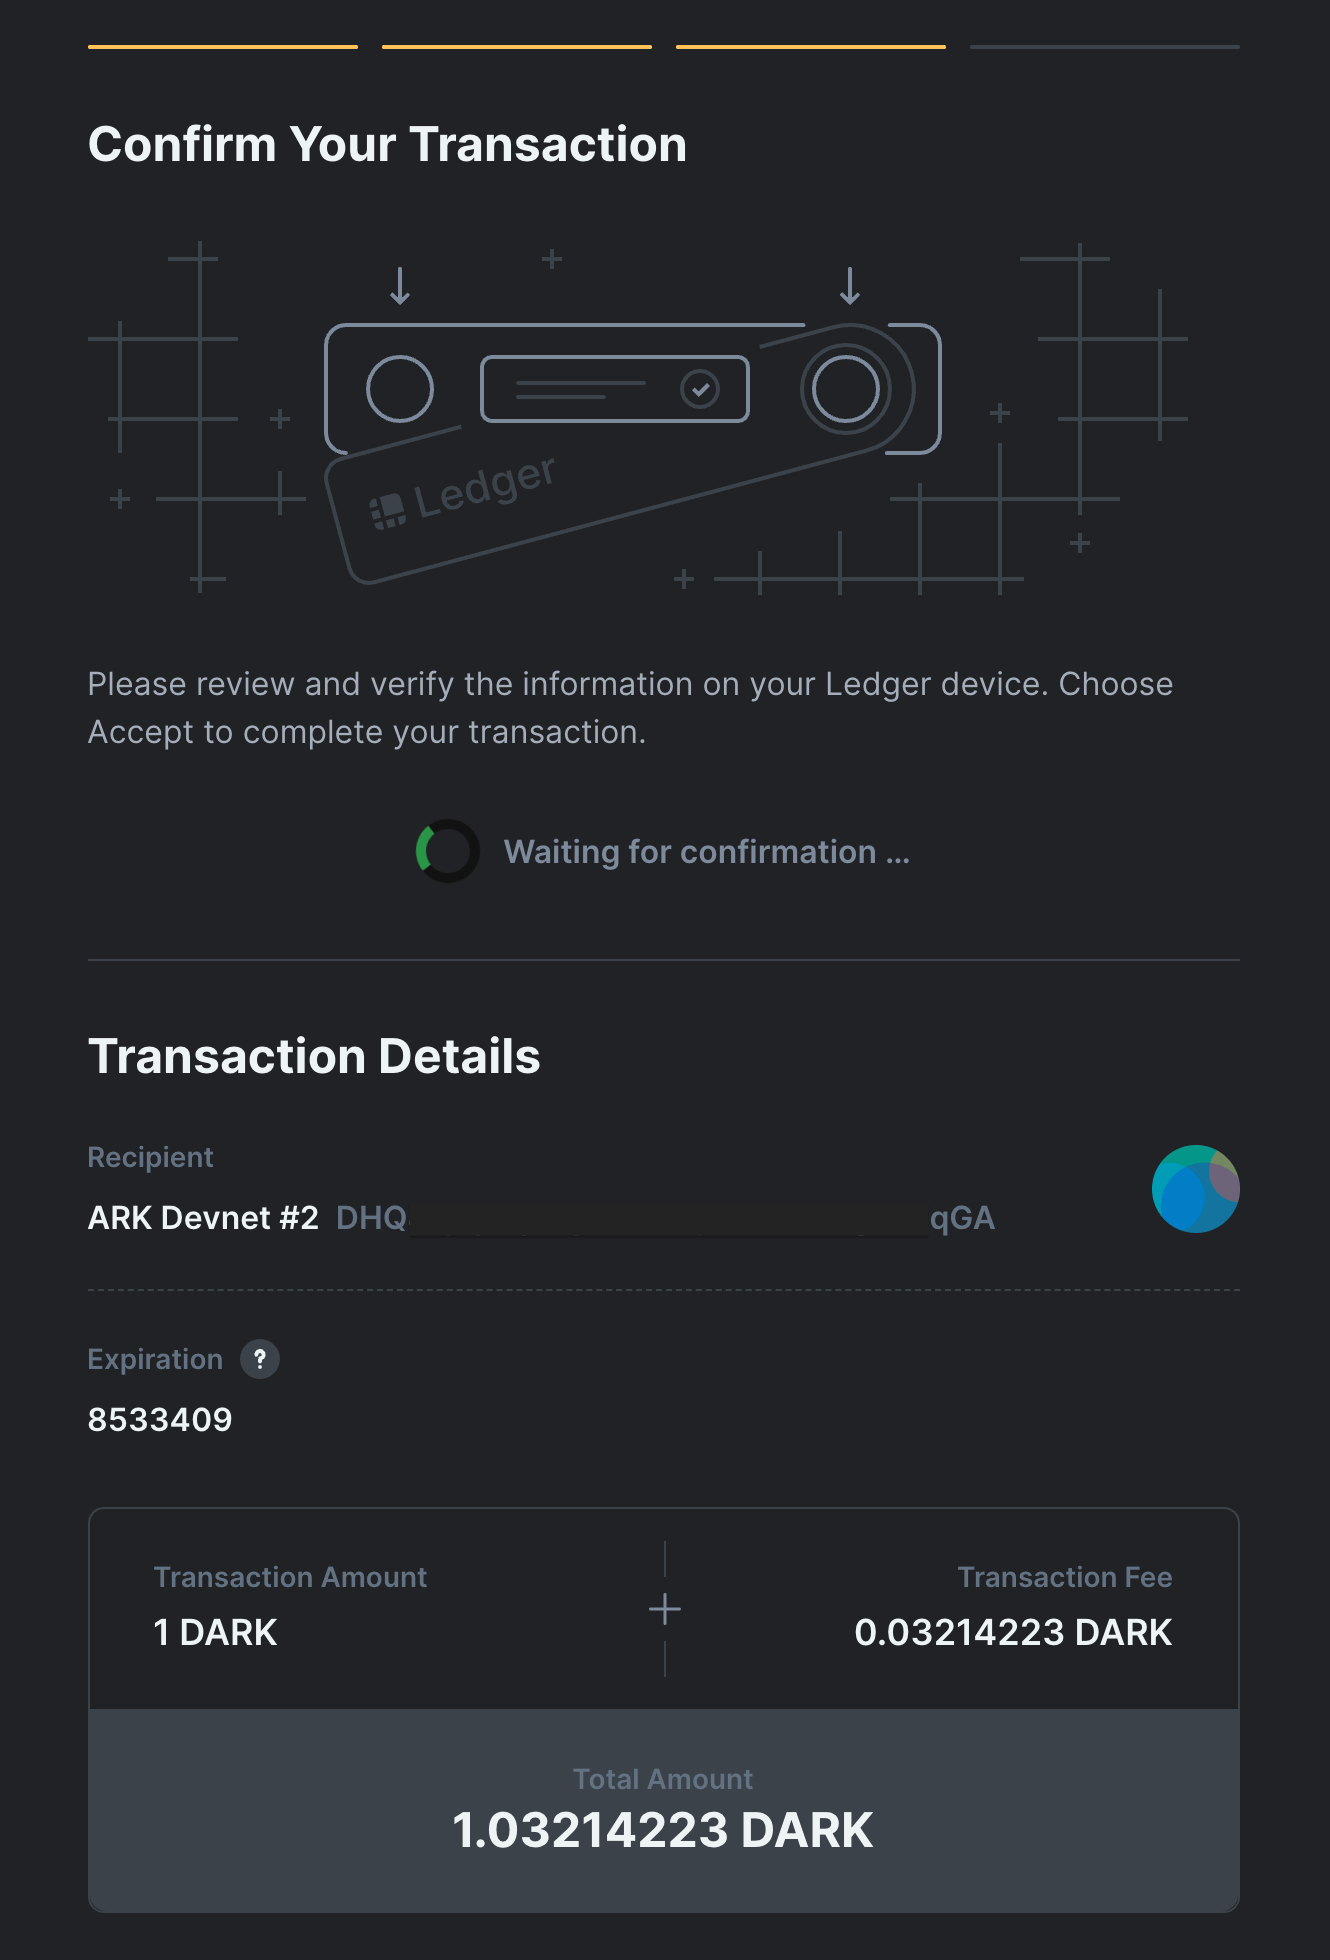 Confirm Your Transaction
Ledger
Please review and verify the information on your Ledger device. Choose
Accept to complete your transaction.
Waiting for confirmation ...
Transaction Details
Recipient
ARK Devnet #2 DHQ qGA
Expiration ?
8533409
Transaction Amount
1 DARK
+
Transaction Fee
0.03214223 DARK
Total Amount
1.03214223 DARK